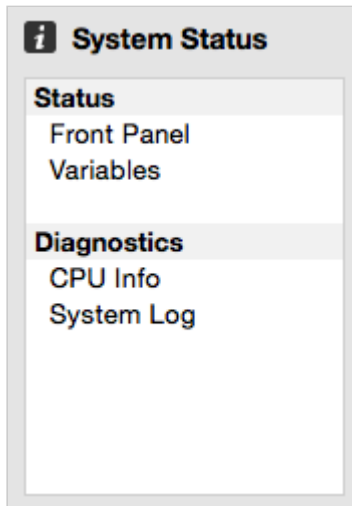 System Status
Status
Front Panel
Variables
Diagnostics
CPU Info
System Log